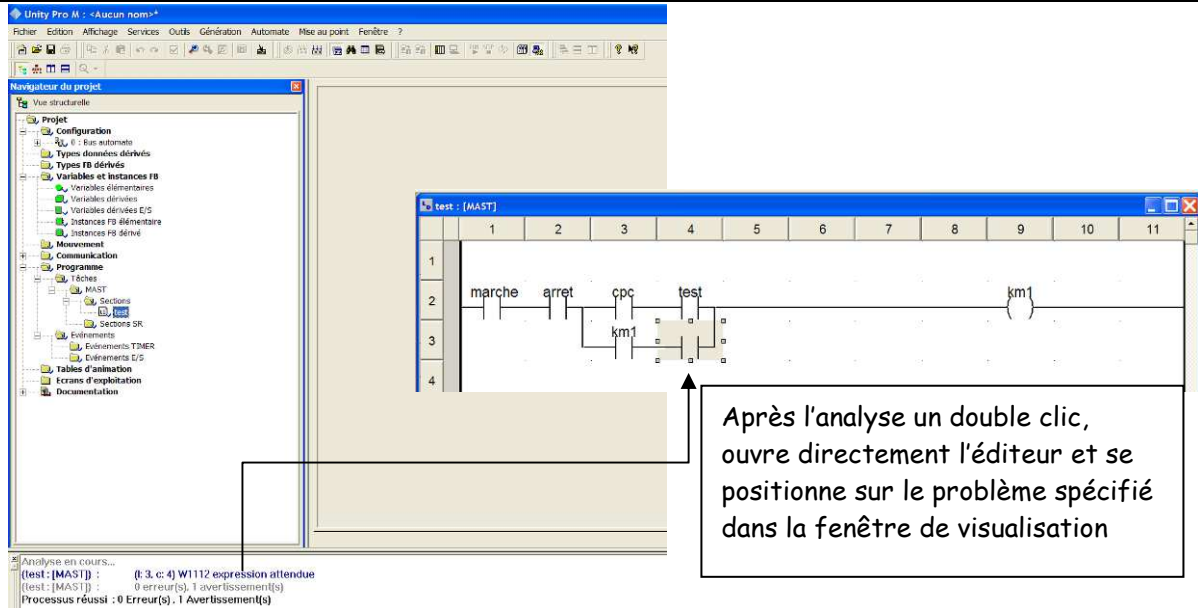 Unity Pro M : <Aucun nom>*
Fichier Edition Affichage Services Outils Génération Automate Mise au point Fenêtre ?
Navigateur du projet
Vue structurelle
Projet
Configuration
0 : Bus automate
Types données dérivés
Types FB dérivés
Variables et instances FB
Variables élémentaires
Variables dérivées
Variables dérivées E/S
Instances FB élémentaire
Instances FB dérivé
Mouvement
Communication
Programme
Tâches
MAST
Sections
test
Sections SR
Evénements
Evénements TIMER
Evénements E/S
Tables d'animation
Ecrans d'exploitation
Documentation
test : [MAST]
1 2 3 4 5 6 7 8 9 10 11
1
2
marche arret cpc test km1
3
km1
4
Après l'analyse un double clic,
ouvre directement l'éditeur et se
positionne sur le problème spécifié
dans la fenêtre de visualisation
Analyse en cours...
(test : [MAST]) : (l: 3, c: 4) W1112 expression attendue
(test : [MAST]) : 0 erreur(s), 1 avertissement(s)
Processus réussi : 0 Erreur(s) , 1 Avertissement(s)